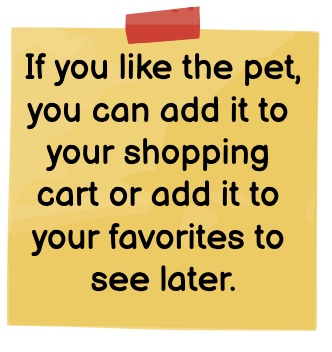 If you like the pet,
you can add it to
your shopping
cart or add it to
your favorites to
see later.